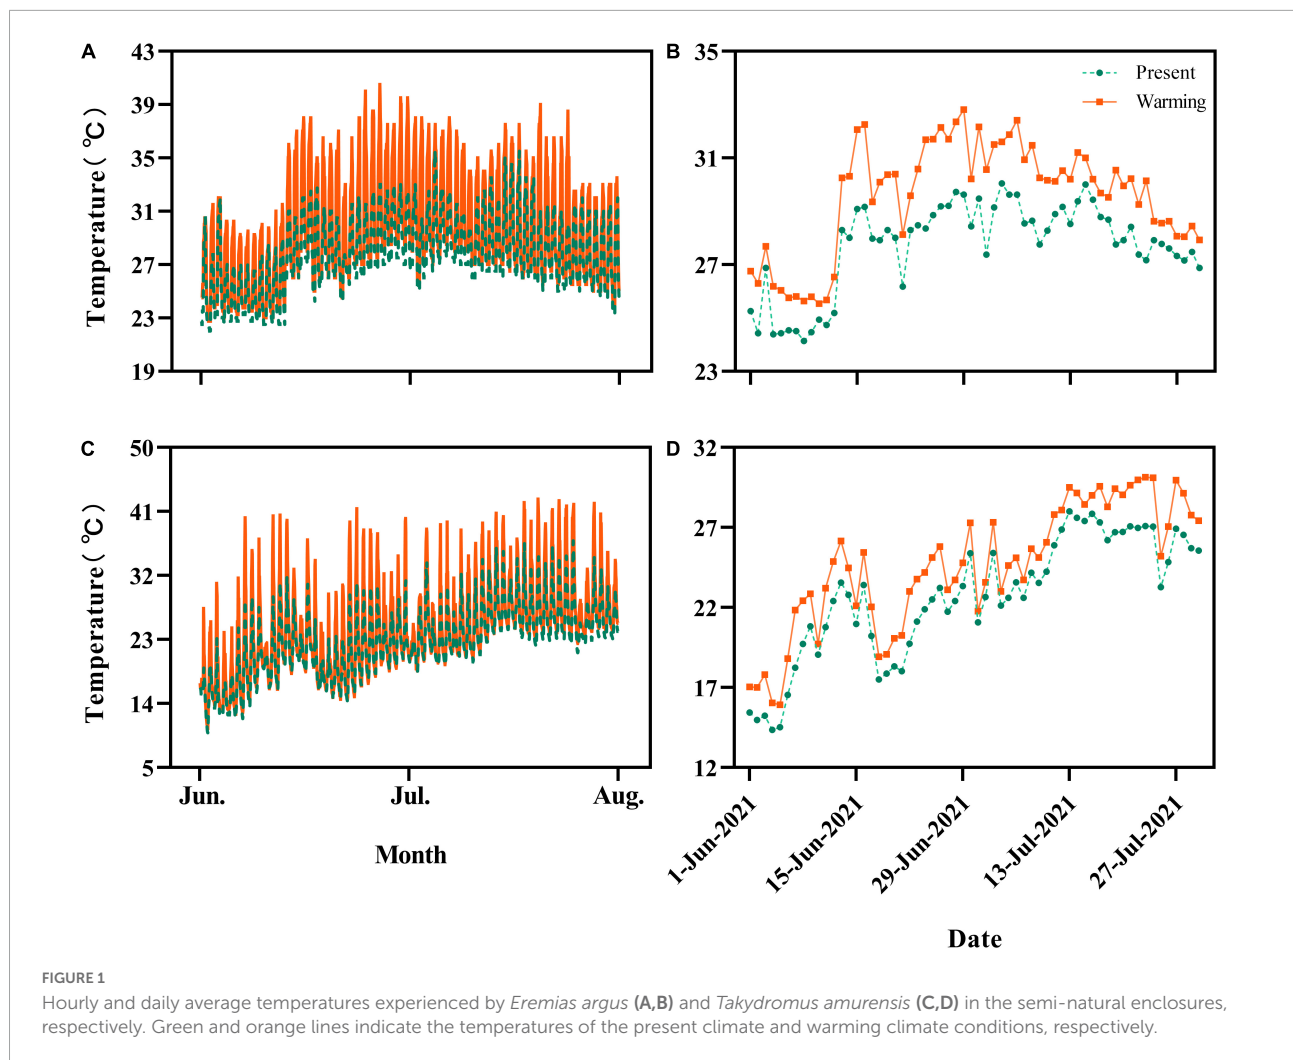 A
43
39
35
31
27
23
19
Temperature( ℃)
B
35
31
27
23
Present
Warming
C
50
41
32
23
14
5
Temperature( ℃)
Jun.
Jul.
Aug.
Month
D
32
27
22
17
12
1-Jun-2021
15-Jun-2021
29-Jun-2021
13-Jul-2021
27-Jul-2021
Date
FIGURE 1
Hourly and daily average temperatures experienced by Eremias argus (A,B) and Takydromus amurensis (C,D) in the semi-natural enclosures,
respectively. Green and orange lines indicate the temperatures of the present climate and warming climate conditions, respectively.